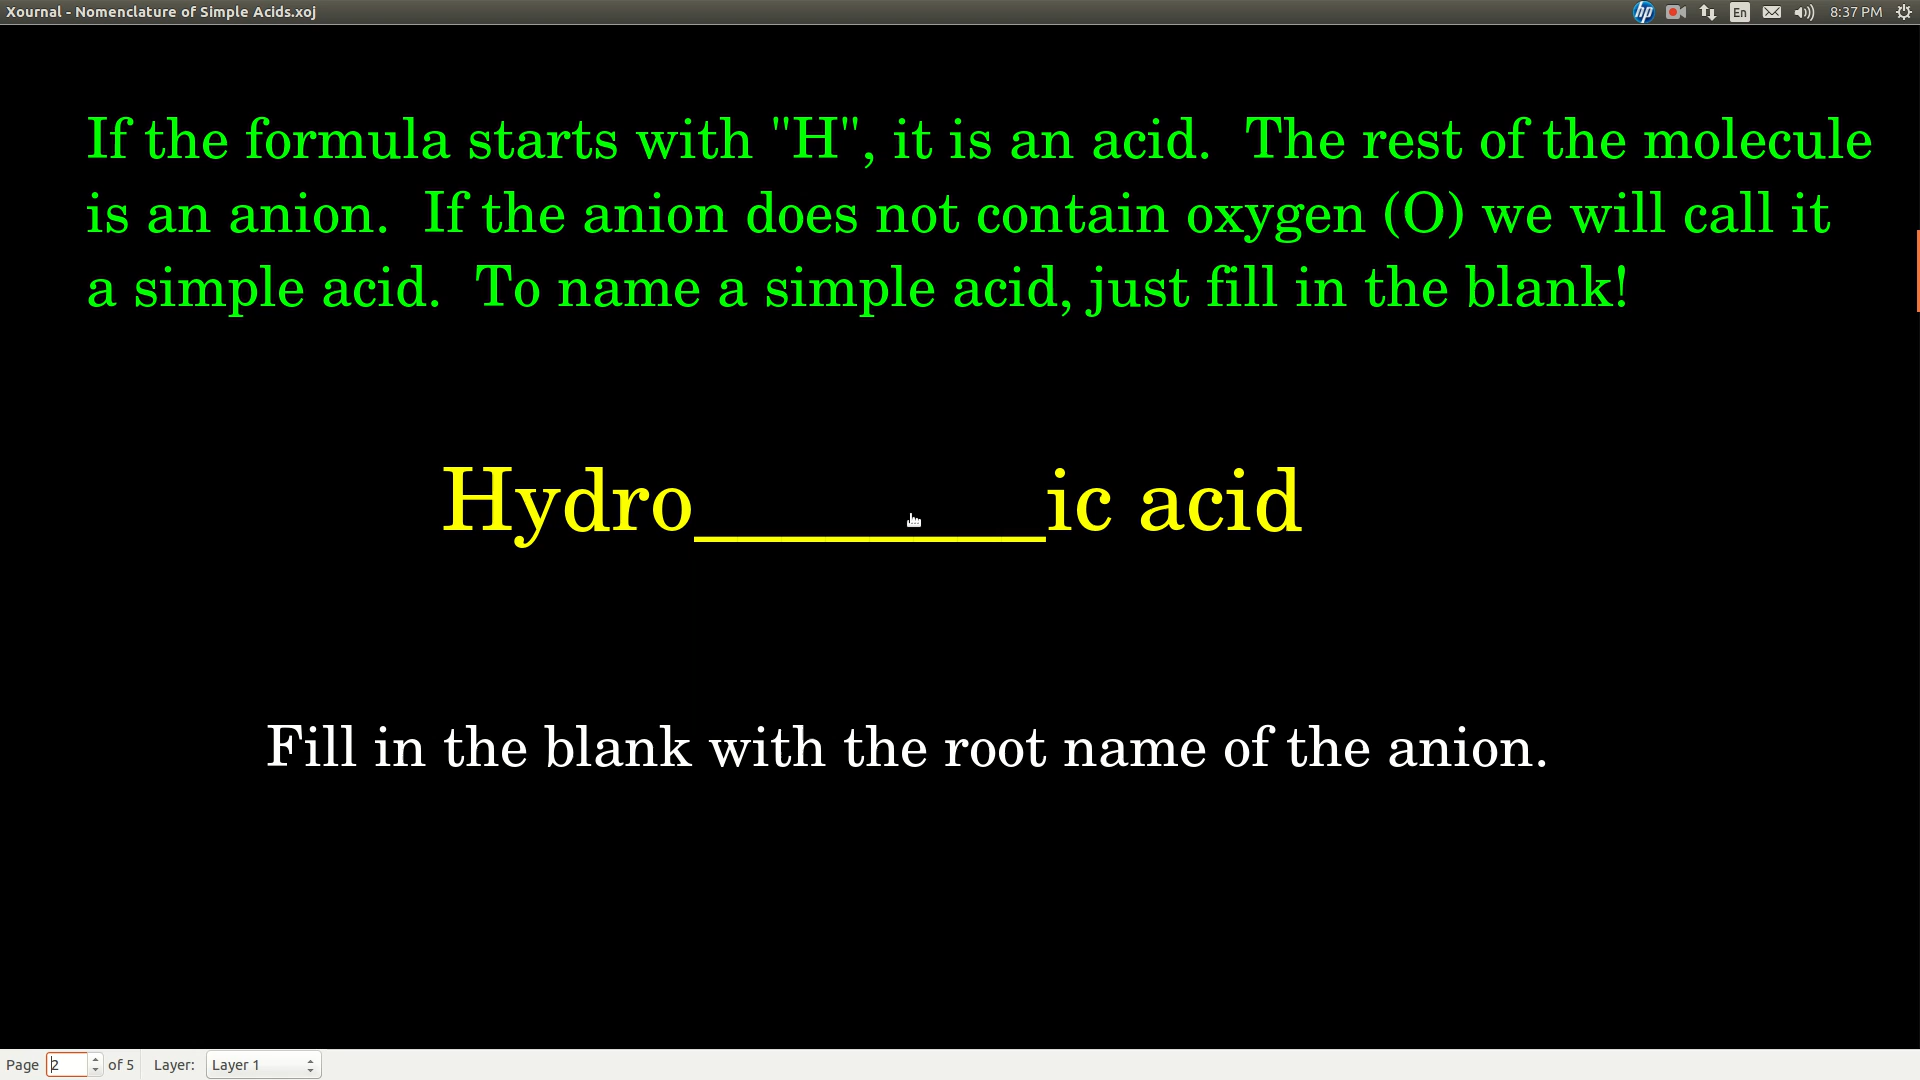 Xournal - Nomenclature of Simple Acids.xoj
hp
En
8:37 PM
If the formula starts with "H", it is an acid.  The rest of the molecule
is an anion.  If the anion does not contain oxygen (O) we will call it
a simple acid.  To name a simple acid, just fill in the blank!
Hydro________ic acid
Fill in the blank with the root name of the anion.
Page 2 of 5 Layer: Layer 1